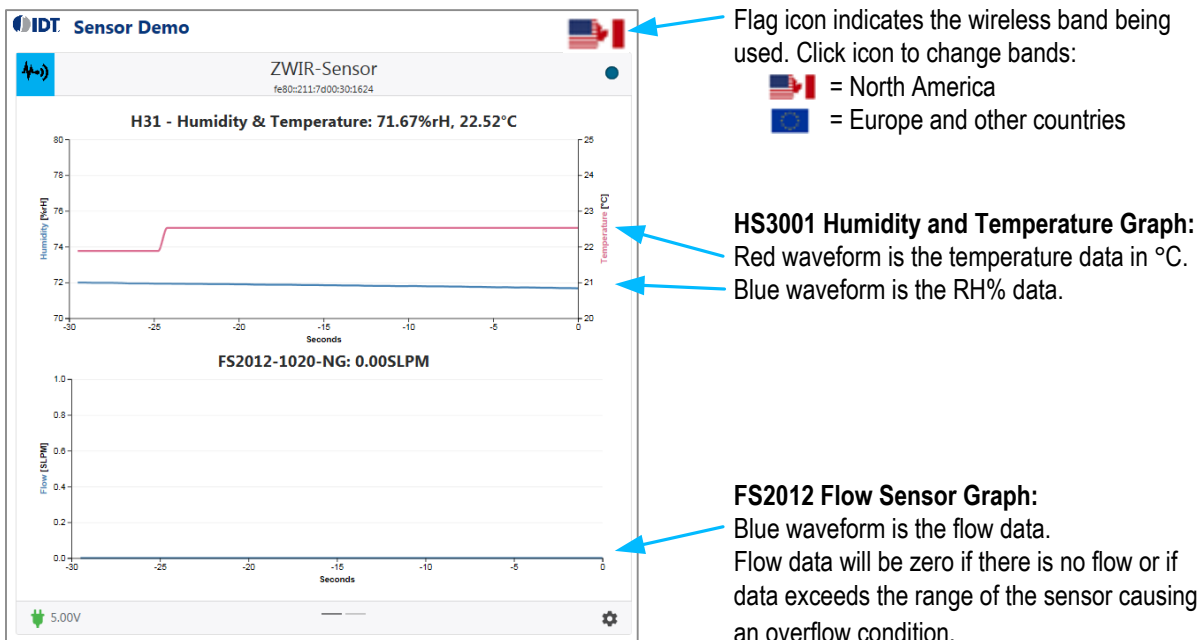 IDT Sensor Demo
ZWIR-Sensor
fe80::211:7d00:30:1624
H31 - Humidity & Temperature: 71.67%rH, 22.52°C
80
78
76
74
72
70
Humidity [%rH]
25
24
23
22
21
20
Temperature [°C]
-30 -25 -20 -15 -10 -5 0
Seconds
FS2012-1020-NG: 0.00SLPM
1.0
0.8
0.6
0.4
0.2
0.0
Flow [SLPM]
-30 -25 -20 -15 -10 -5 0
Seconds
5.00V
Flag icon indicates the wireless band being
used. Click icon to change bands:
= North America
= Europe and other countries
HS3001 Humidity and Temperature Graph:
Red waveform is the temperature data in °C.
Blue waveform is the RH% data.
FS2012 Flow Sensor Graph:
Blue waveform is the flow data.
Flow data will be zero if there is no flow or if
data exceeds the range of the sensor causing
an overflow condition.